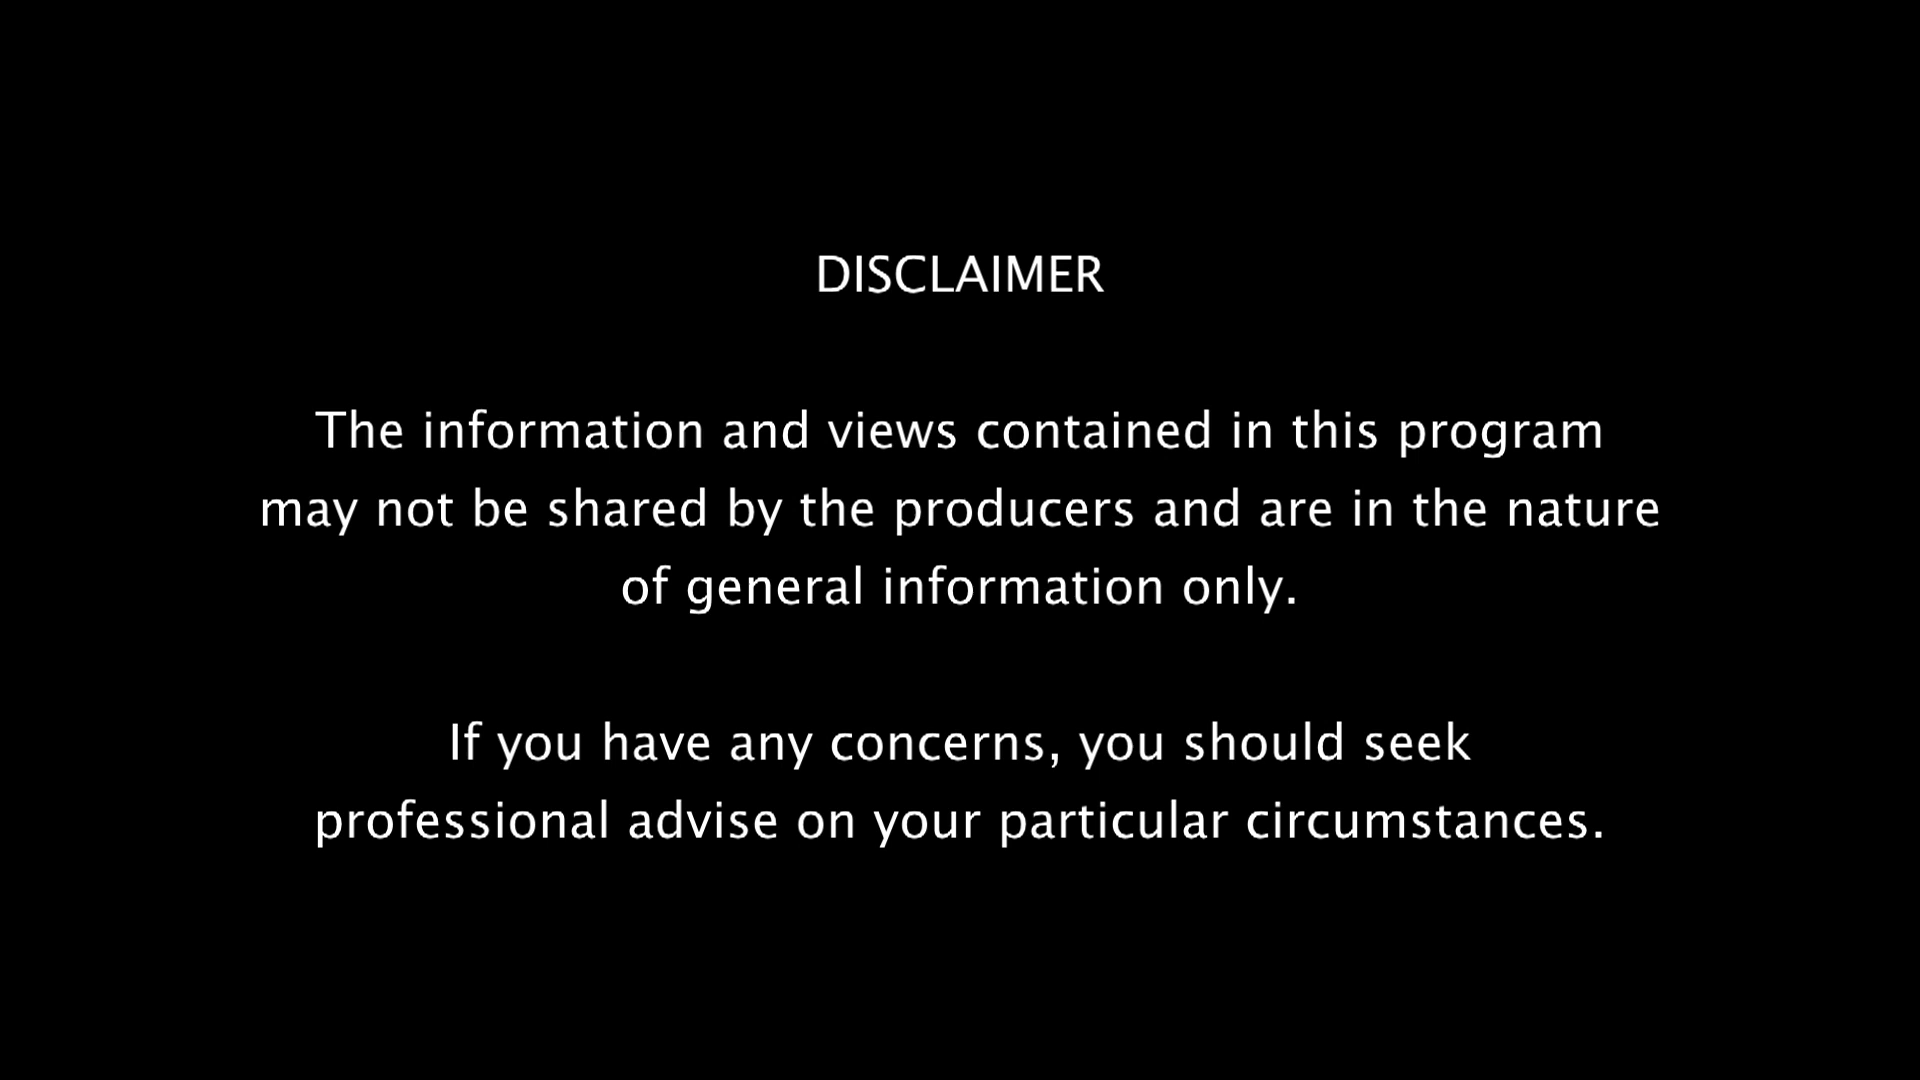 DISCLAIMER
The information and views contained in this program
may not be shared by the producers and are in the nature
of general information only.
If you have any concerns, you should seek
professional advise on your particular circumstances.